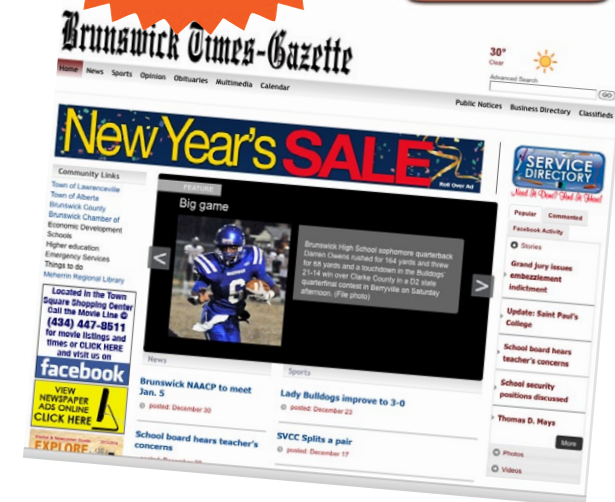 Brunswick Times-Gazette
30°
Clear
Advanced Search
GO
Home News Sports Opinion Obituaries Multimedia Calendar
Public Notices Business Directory Classifieds
New Year's SALE
Roll Over Ad
Community Links
Town of Lawrenceville
Town of Alberta
Brunswick County
Brunswick Chamber of
Economic Development
Schools
Higher education
Emergency Services
Things to do
Meherrin Regional Library
Located in the Town
Square Shopping Center
Call the Movie Line @
(434) 447-8511
for movie listings and
times or CLICK HERE
and visit us on
facebook
VIEW
NEWSPAPER
ADS ONLINE
CLICK HERE
EXPLORE
FEATURE
Big game
Brunswick High School sophomore quarterback
Darren Owens rushed for 164 yards and threw
for 68 yards and a touchdown in the Bulldogs'
21-14 win over Clarke County in a D2 state
quarterfinal contest in Berryville on Saturday
afternoon. (File photo)
<
>
6
News
Brunswick NAACP to meet
Jan. 5
posted: December 30
School board hears teacher's
concerns
Sports
Lady Bulldogs improve to 3-0
posted: December 23
SVCC Splits a pair
posted: December 17
SERVICE
DIRECTORY
Need It Done? Find It Here!
Popular Commented
Facebook Activity
Stories
Grand jury issues
embezzlement
indictment
Update: Saint Paul's
College
School board hears
teacher's concerns
School security
positions discussed
Thomas D. Mays
More
Photos
Videos